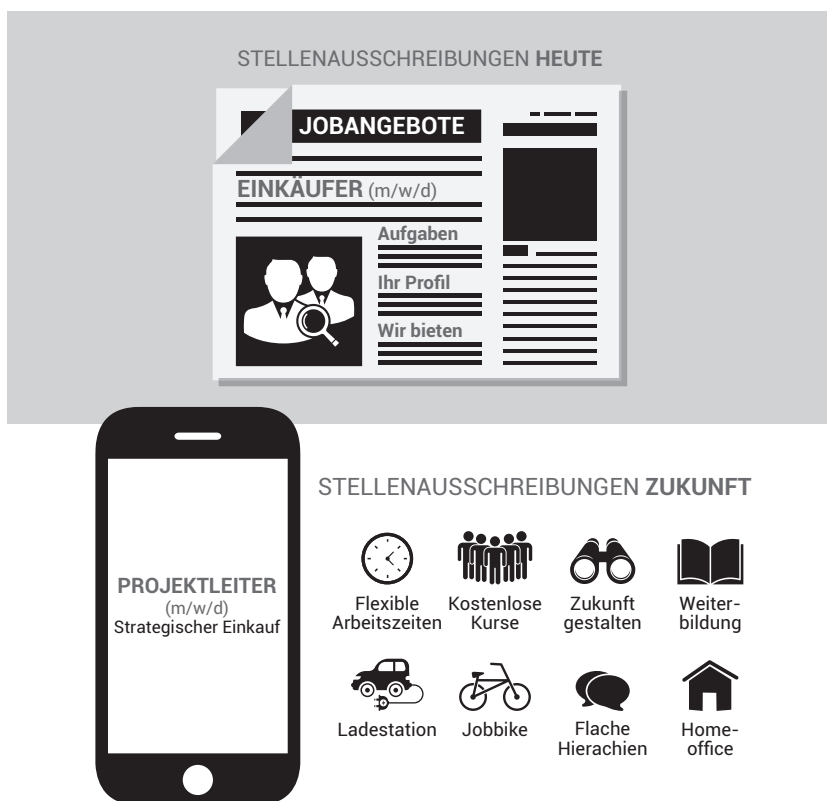 STELLENAUSSCHREIBUNGEN HEUTE
JOBANGEBOTE
EINKÄUFER (m/w/d)
Aufgaben
Ihr Profil
Wir bieten
STELLENAUSSCHREIBUNGEN ZUKUNFT
PROJEKTLEITER
(m/w/d)
Strategischer Einkauf
Flexible
Arbeitszeiten
Kostenlose
Kurse
Zukunft
gestalten
Weiter-
bildung
Ladestation
Jobbike
Flache
Hierachien
Home-
office